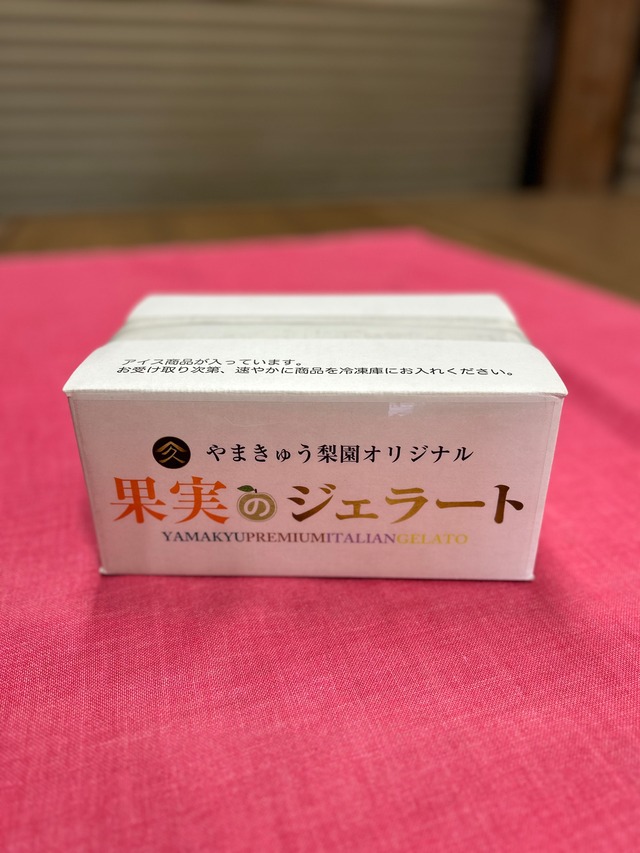 アイス商品が入っています。
お受け取り次第、速やかに商品を冷凍庫にお入れください。
久 やまきゅう梨園オリジナル
果実のジェラート
YAMAKYUPREMIUMITALIANGELATO